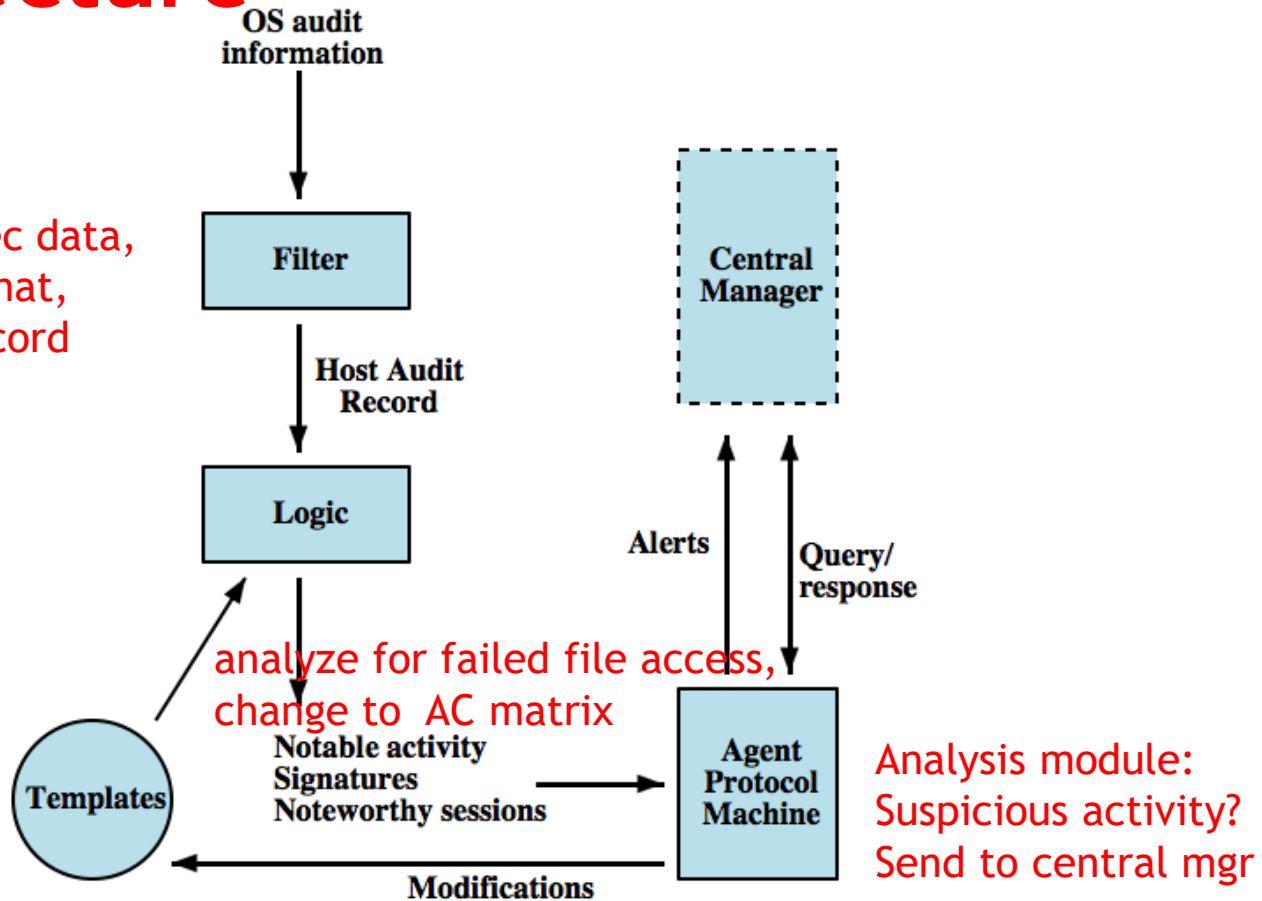 OS audit
information
Filter
Host Audit
Record
Logic
analyze for failed file access,
change to AC matrix
Notable activity
Signatures
Noteworthy sessions
Templates
Modifications
Central
Manager
Alerts
Query/
response
Agent
Protocol
Machine
Analysis module:
Suspicious activity?
Send to central mgr
data,